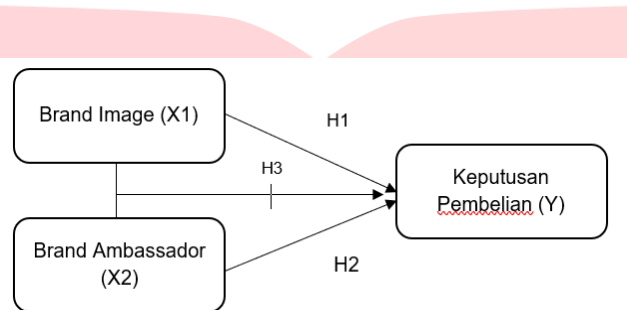 Brand Image (X1)
H1
H3
Keputusan
Pembelian (Y)
Brand Ambassador
(X2)
H2